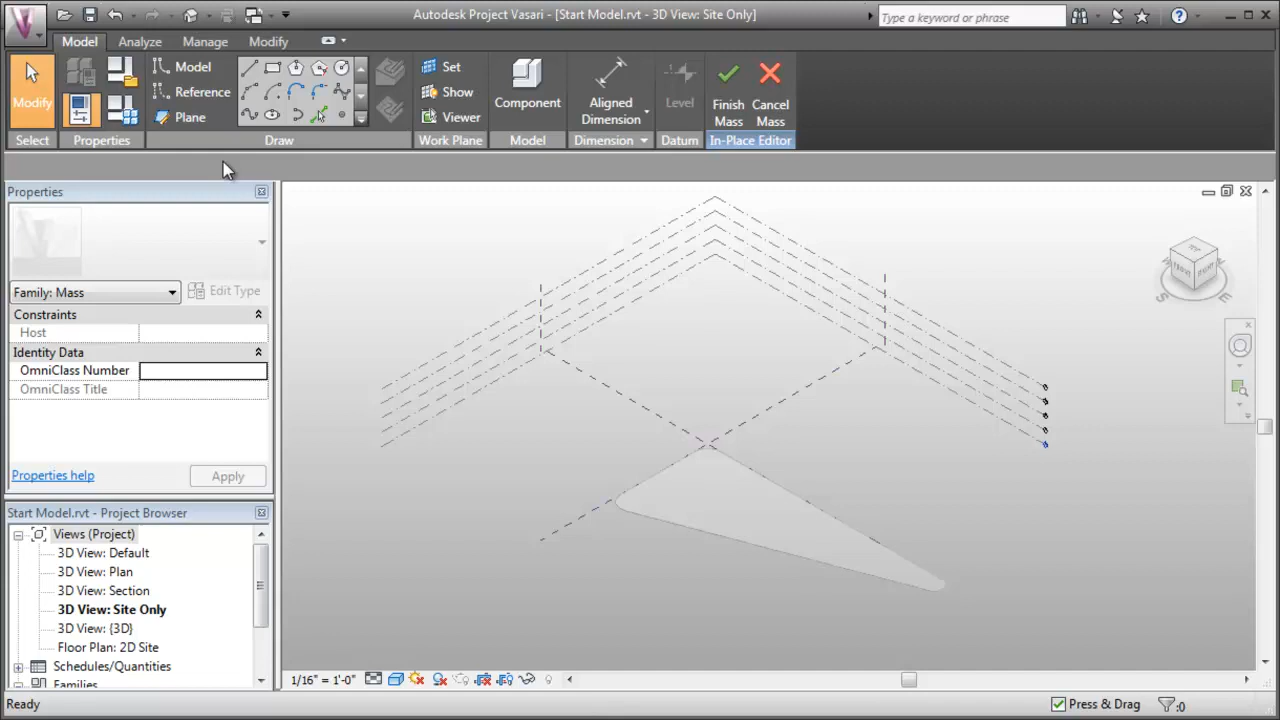 Autodesk Project Vasari - [Start Model.rvt - 3D View: Site Only]
Type a keyword or phrase
Model Analyze Manage Modify
Modify
Model
Reference
Plane
Set
Show
Viewer
Component
Aligned
Dimension
Level
Finish
Mass
Cancel
Mass
Select Properties Draw Work Plane Model Dimension Datum In-Place Editor
Properties
Family: Mass
Edit Type
Constraints
Host
Identity Data
OmniClass Number
OmniClass Title
Properties help
Apply
Start Model.rvt - Project Browser
Views (Project)
3D View: Default
3D View: Plan
3D View: Section
3D View: Site Only
3D View: {3D}
Floor Plan: 2D Site
Schedules/Quantities
Families
1/16" = 1'-0"
Ready
Press & Drag
:0